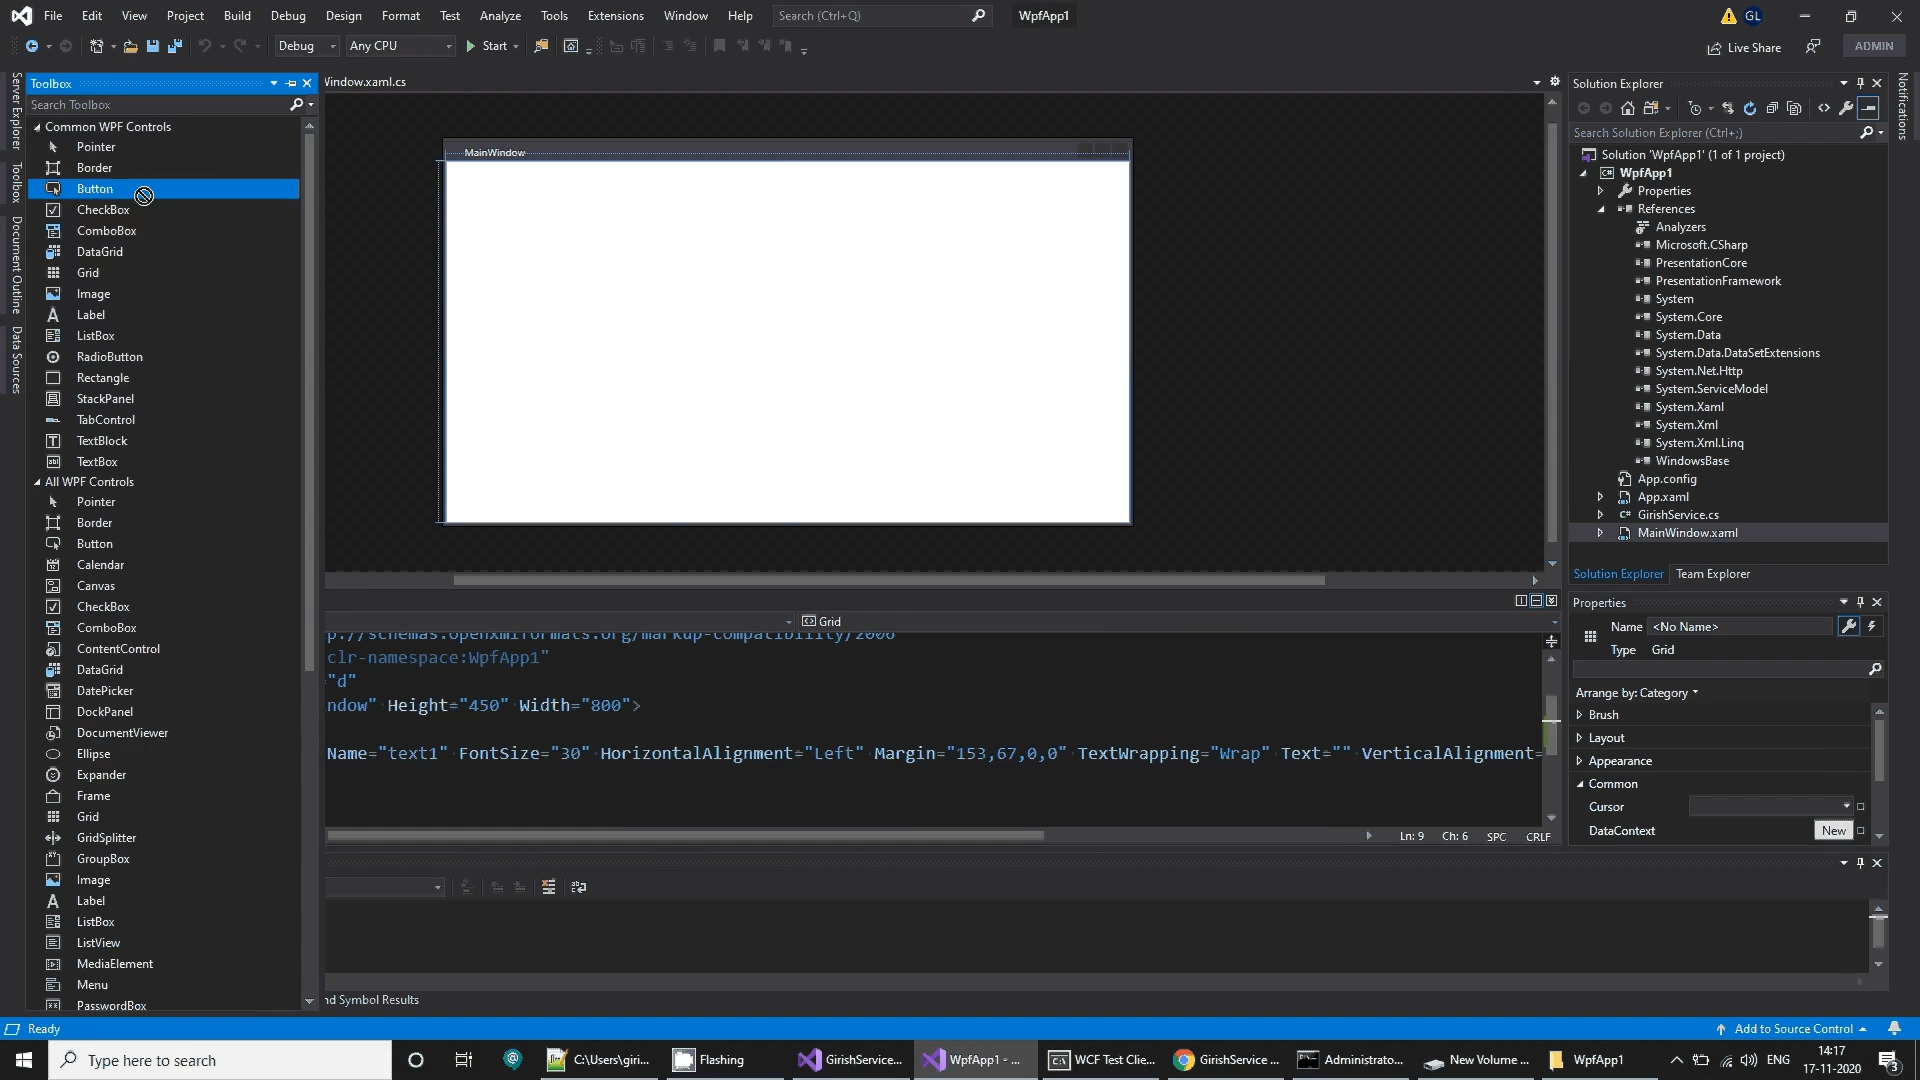 File Edit View Project Build Debug Design Format Test Analyze Tools Extensions Window Help Search (Ctrl+Q) WpfApp1 GL
Debug Any CPU Start Live Share ADMIN
Toolbox
Search Toolbox
Common WPF Controls
Pointer
Border
Button
CheckBox
ComboBox
DataGrid
Grid
Image
Label
ListBox
RadioButton
Rectangle
StackPanel
TabControl
TextBlock
TextBox
All WPF Controls
Pointer
Border
Button
Calendar
Canvas
CheckBox
ComboBox
ContentControl
DataGrid
DatePicker
DockPanel
DocumentViewer
Ellipse
Expander
Frame
Grid
GridSplitter
GroupBox
Image
Label
ListBox
ListView
MediaElement
Menu
PasswordBox
Server Explorer
Toolbox
Document Outline
Data Sources
Window.xaml.cs
MainWindow
Grid
p://schemas.openxmlformats.org/markup-compatibility/2006
clr-namespace:WpfApp1"
"d"
ndow" Height="450" Width="800">
Name="text1" FontSize="30" HorizontalAlignment="Left" Margin="153,67,0,0" TextWrapping="Wrap" Text="" VerticalAlignment=
Ln: 9 Ch: 6 SPC CRLF
nd Symbol Results
Solution Explorer
Search Solution Explorer (Ctrl+;)
Solution 'WpfApp1' (1 of 1 project)
WpfApp1
Properties
References
Analyzers
Microsoft.CSharp
PresentationCore
PresentationFramework
System
System.Core
System.Data
System.Data.DataSetExtensions
System.Net.Http
System.ServiceModel
System.Xaml
System.Xml
System.Xml.Linq
WindowsBase
App.config
App.xaml
GirishService.cs
MainWindow.xaml
Solution Explorer Team Explorer
Properties
Name <No Name>
Type Grid
Arrange by: Category
Brush
Layout
Appearance
Common
Cursor
DataContext New
Notifications
Ready Add to Source Control
Type here to search C:\Users\giri... Flashing GirishService... WpfApp1 - ... WCF Test Clie... GirishService ... Administrato... New Volume ... WpfApp1 ENG 14:17
17-11-2020 3